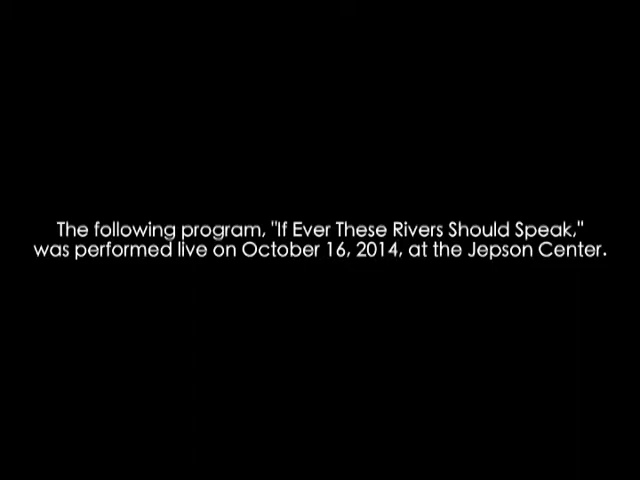 The following program, "If Ever These Rivers Should Speak,"
was performed live on October 16, 2014, at the Jepson Center.